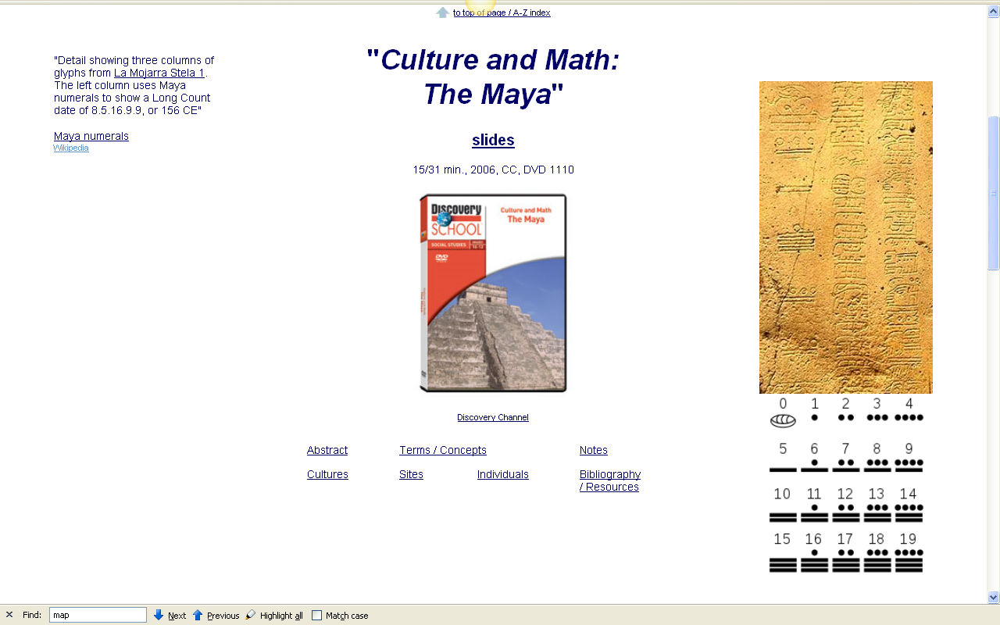 to top of page / A-Z index
"Detail showing three columns of
glyphs from La Mojarra Stela 1.
The left column uses Maya
numerals to show a Long Count
date of 8.5.16.9.9, or 156 CE"
Maya numerals
Wikipedia
"Culture and Math:
The Maya"
slides
15/31 min., 2006, CC, DVD 1110
Discovery
SCHOOL
SOCIAL STUDIES
DVD
Culture and Math
The Maya
Discovery Channel
Abstract Terms / Concepts Notes
Cultures Sites Individuals Bibliography
/ Resources
0 1 2 3 4
5 6 7 8 9
10 11 12 13 14
15 16 17 18 19
Find: map Next Previous Highlight all Match case